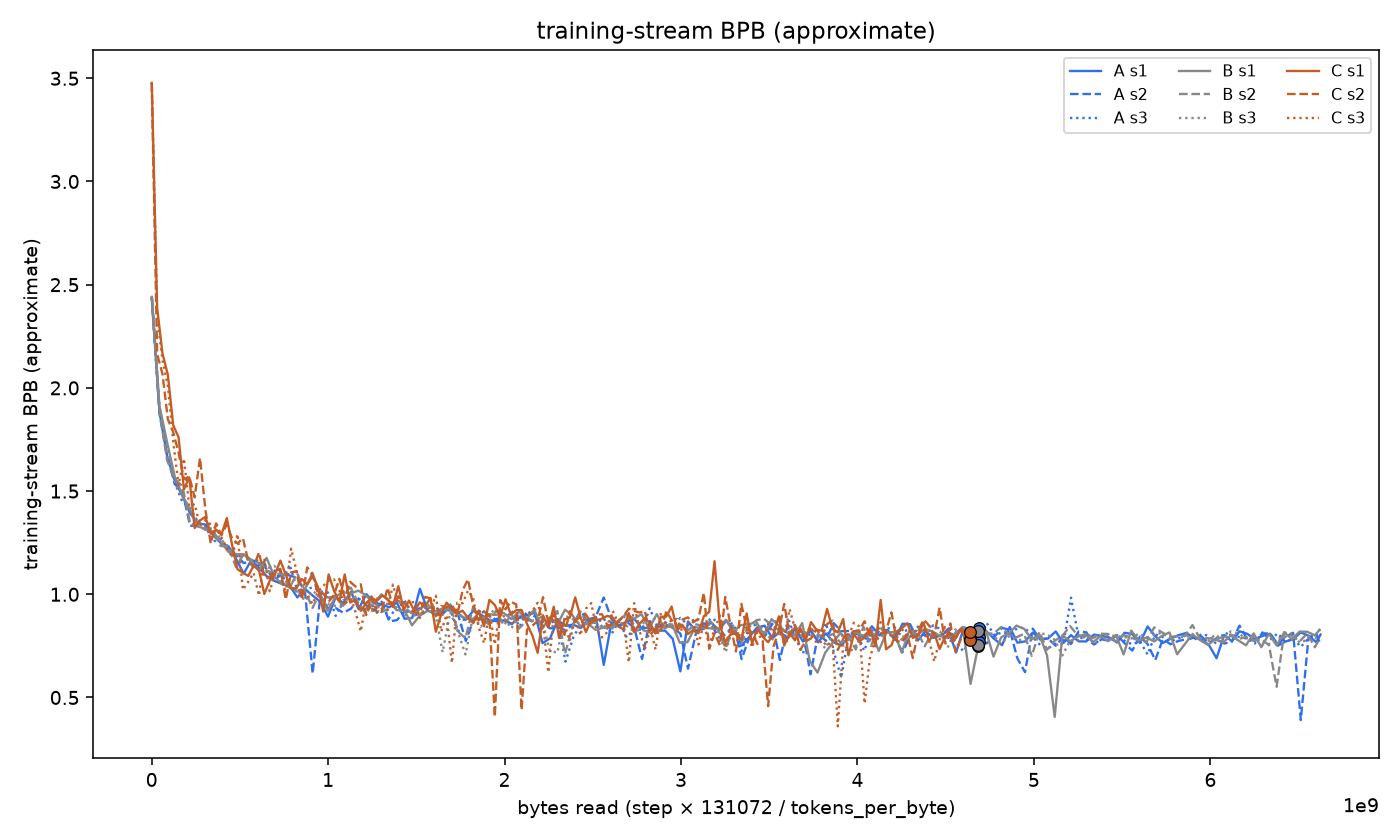 training-stream BPB (approximate)
A s1 B s1 C s1
A s2 B s2 C s2
A s3 B s3 C s3
training-stream BPB (approximate)
3.5
3.0
2.5
2.0
1.5
1.0
0.5
0 1 2 3 4 5 6
1e9
bytes read (step × 131072 / tokens_per_byte)